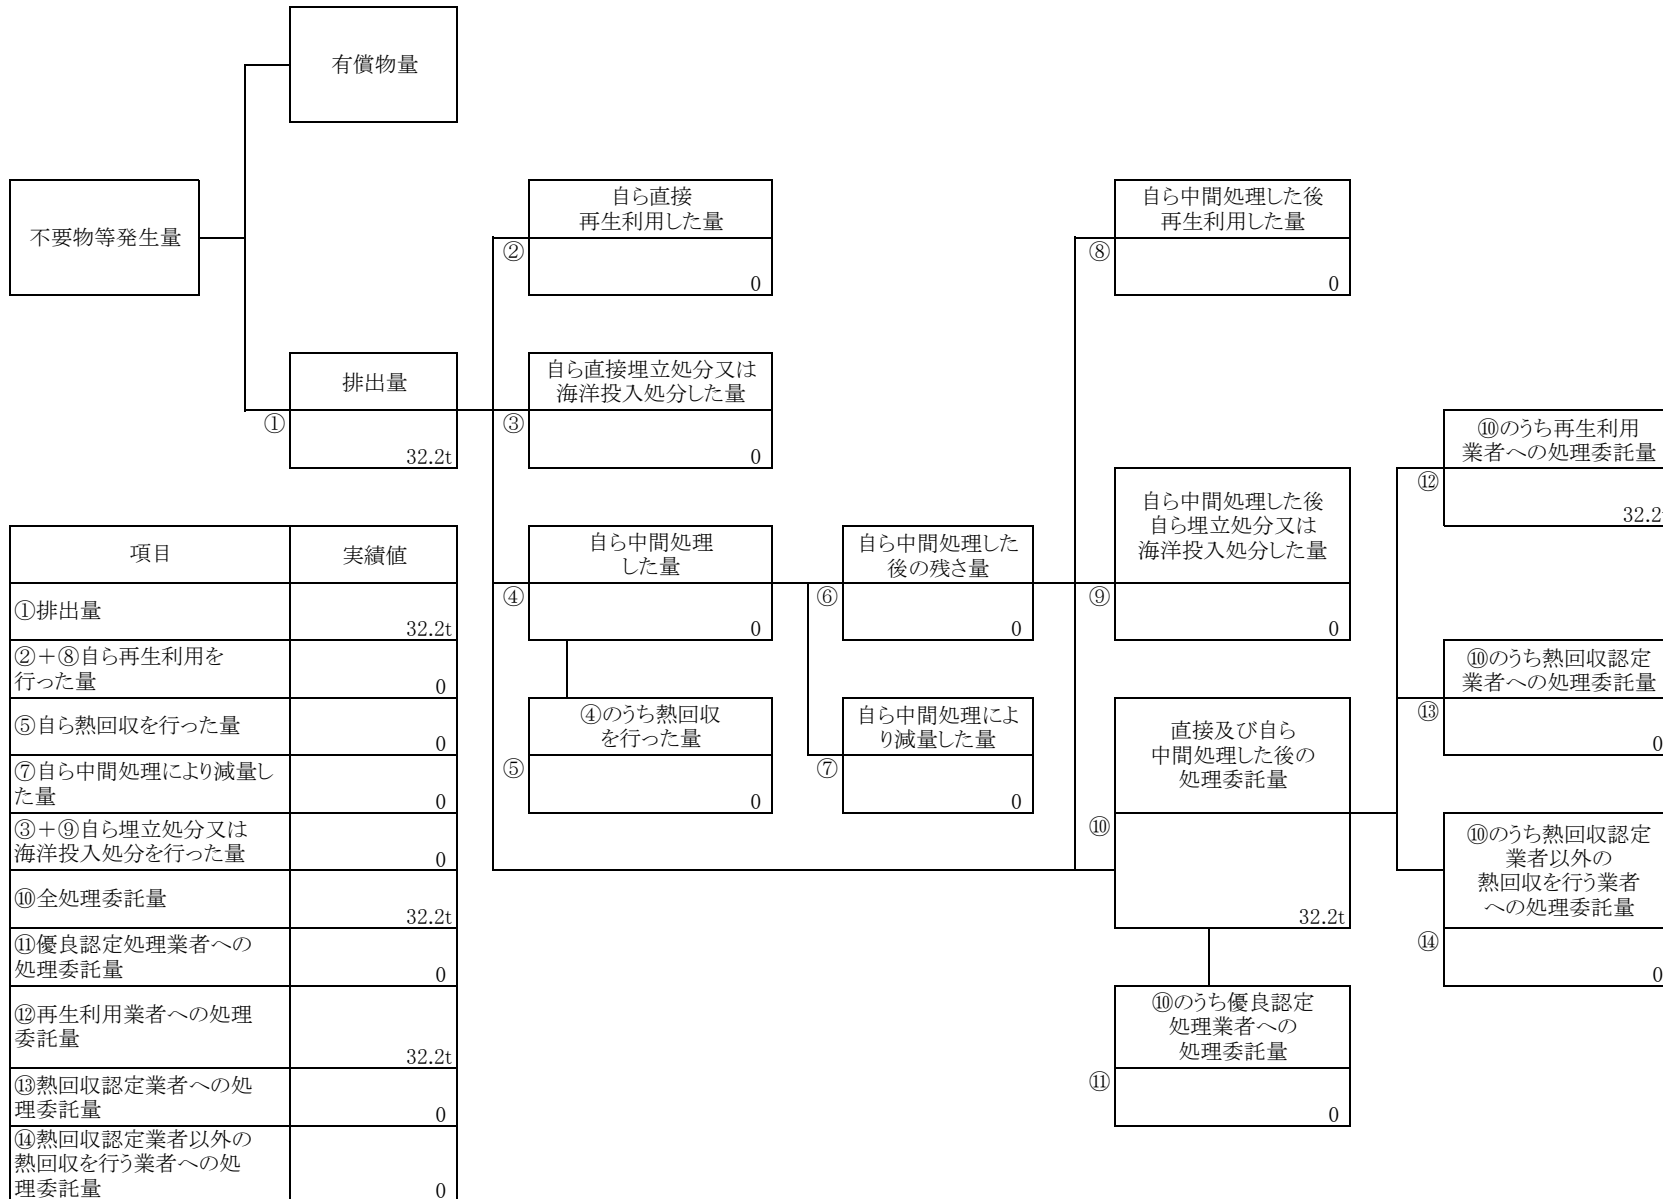 有償物量
不要物等発生量
自ら直接
再生利用した量
②
0
自ら中間処理した後
再生利用した量
⑧
0
排出量
①
32.2t
自ら直接埋立処分又は
海洋投入処分した量
③
0
⑩のうち再生利用
業者への処理委託量
⑫
32.2t
自ら中間処理
した量
④
0
自ら中間処理した
後の残さ量
⑥
0
自ら中間処理した後
自ら埋立処分又は
海洋投入処分した量
⑨
0
⑩のうち熱回収認定
業者への処理委託量
⑬
0
④のうち熱回収
を行った量
⑤
0
自ら中間処理によ
り減量した量
⑦
0
直接及び自ら
中間処理した後の
処理委託量
⑩
32.2t
⑩のうち熱回収認定
業者以外の
熱回収を行う業者
への処理委託量
⑭
0
⑩のうち優良認定
処理業者への
処理委託量
⑪
0
項目
実績値
①排出量
32.2t
②+⑧自ら再生利用を
行った量
0
⑤自ら熱回収を行った量
0
⑦自ら中間処理により減量し
た量
0
③+⑨自ら埋立処分又は
海洋投入処分を行った量
0
⑩全処理委託量
32.2t
⑪優良認定処理業者への
処理委託量
0
⑫再生利用業者への処理
委託量
32.2t
⑬熱回収認定業者への処
理委託量
0
⑭熱回収認定業者以外の
熱回収を行う業者への処
理委託量
0